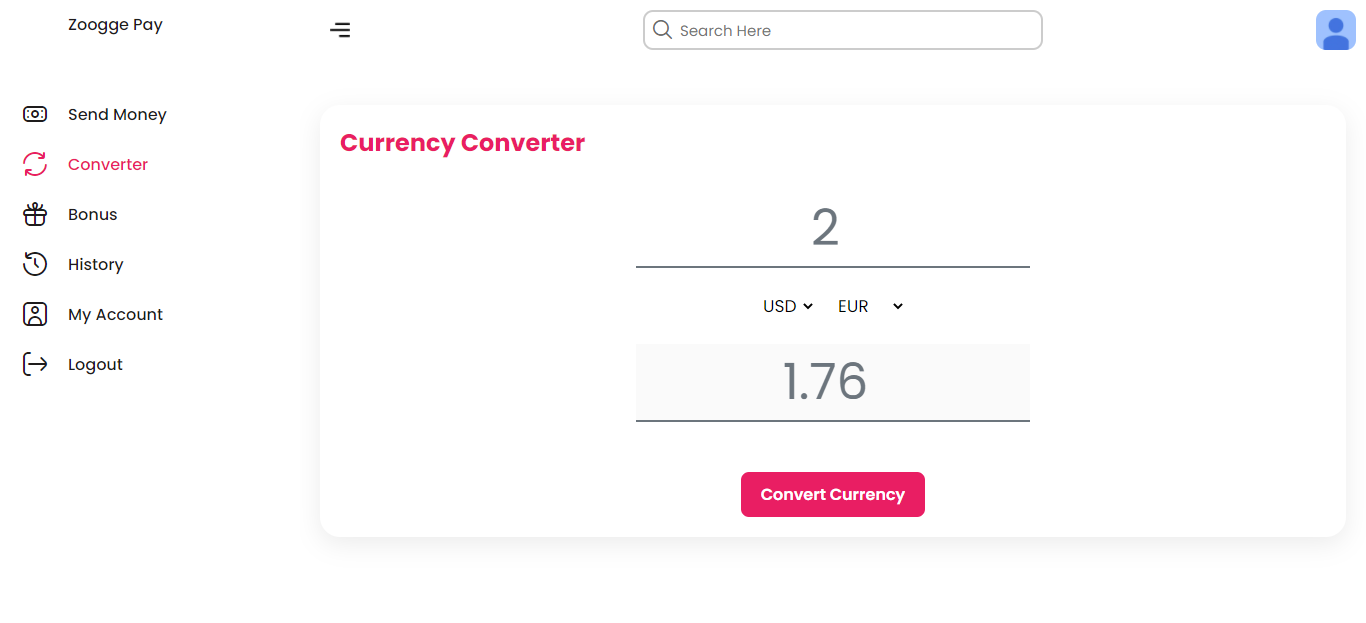 Zoogge Pay
Search Here
Send Money
Converter
Bonus
History
My Account
Logout
Currency Converter
2
USD EUR
1.76
Convert Currency